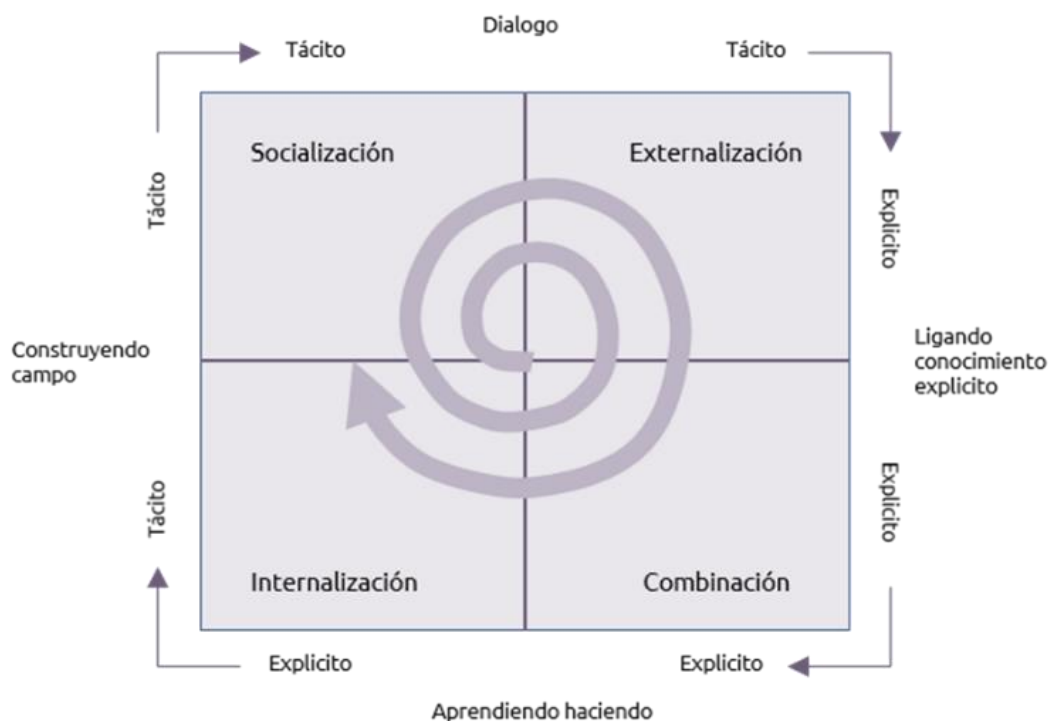 Dialogo
Tácito
Tácito
Socialización
Externalización
Tácito
Explicito
Construyendo
campo
Ligando
conocimiento
explicito
Tácito
Explicito
Internalización
Combinación
Explicito
Explicito
Aprendiendo haciendo